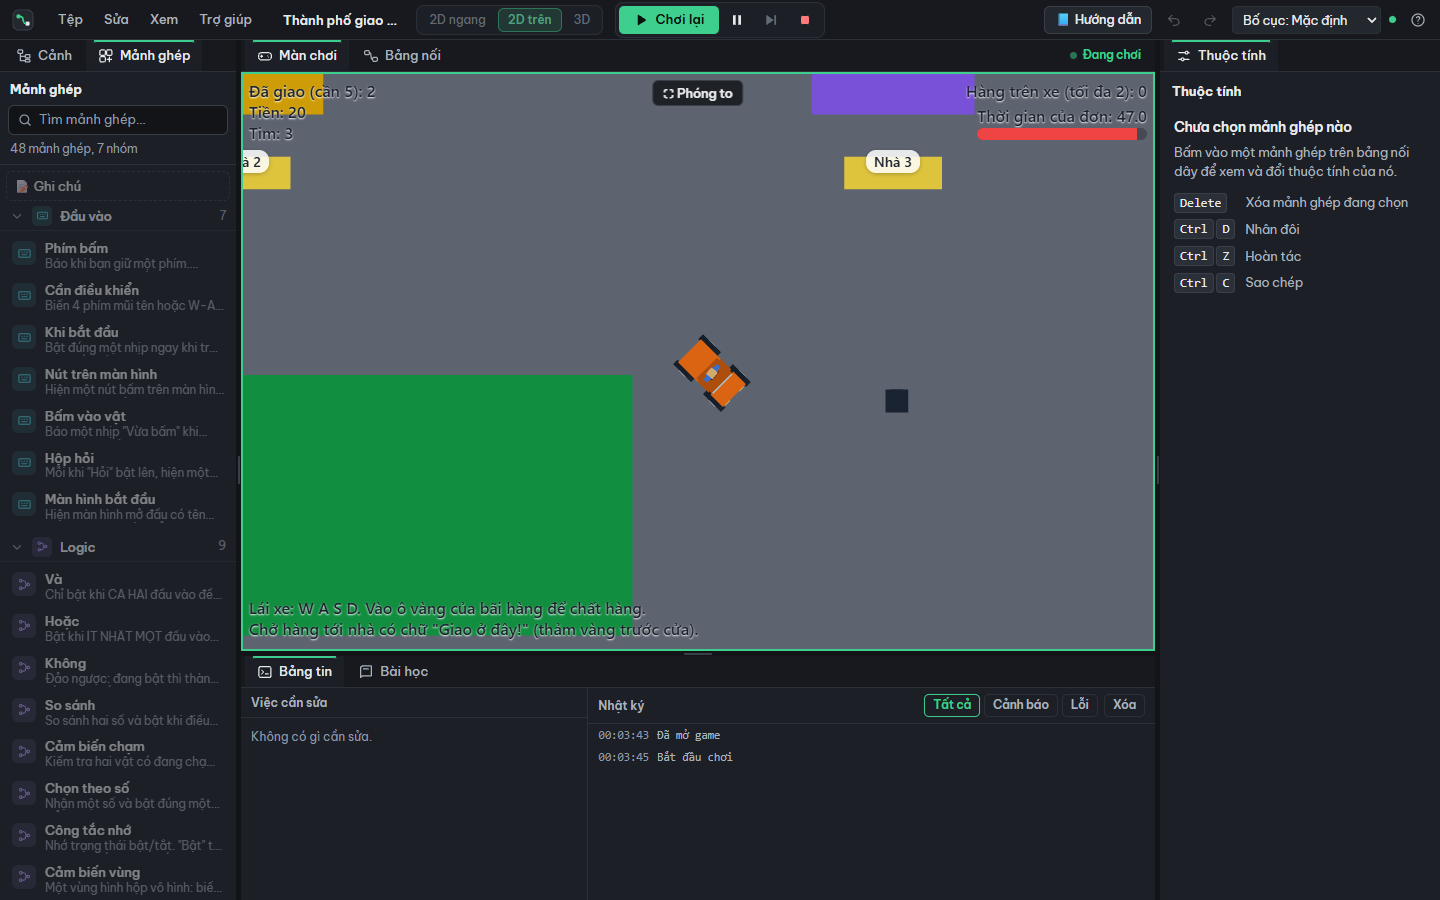 Tệp
Sửa
Xem
Trợ giúp
Thành phố giao ...
2D ngang
2D trên
3D
Chơi lại
Hướng dẫn
Bố cục: Mặc định
Cảnh
Mảnh ghép
Màn chơi
Bảng nối
Đang chơi
Thuộc tính
Mảnh ghép
Tìm mảnh ghép...
48 mảnh ghép, 7 nhóm
Ghi chú
Đầu vào
7
Phím bấm
Báo khi bạn giữ một phím....
Cần điều khiển
Biến 4 phím mũi tên hoặc W-A...
Khi bắt đầu
Bật đúng một nhịp ngay khi tr...
Nút trên màn hình
Hiện một nút bấm trên màn hìn...
Bấm vào vật
Báo một nhịp "Vừa bấm" khi...
Hộp hỏi
Mỗi khi "Hỏi" bật lên, hiện một...
Màn hình bắt đầu
Hiện màn hình mở đầu có tên...
Logic
9
Và
Chỉ bật khi CẢ HAI đầu vào đề...
Hoặc
Bật khi ÍT NHẤT MỘT đầu vào...
Không
Đảo ngược: đang bật thì thàn...
So sánh
So sánh hai số và bật khi điều...
Cảm biến chạm
Kiểm tra hai vật có đang chạ...
Chọn theo số
Nhận một số và bật đúng một...
Công tắc nhớ
Nhớ trạng thái bật/tắt. "Bật" t...
Cảm biến vùng
Một vùng hình hộp vô hình: biế...
Đã giao (cần 5): 2
Tiền: 20
Tim: 3
Phóng to
Hàng trên xe (tối đa 2): 0
Thời gian của đơn: 47.0
à 2
Nhà 3
Lái xe: W A S D. Vào ô vàng của bãi hàng để chất hàng.
Chở hàng tới nhà có chữ "Giao ở đây!" (thảm vàng trước cửa).
Bảng tin
Bài học
Việc cần sửa
Không có gì cần sửa.
Nhật ký
Tất cả
Cảnh báo
Lỗi
Xóa
00:03:43 Đã mở game
00:03:45 Bắt đầu chơi
Thuộc tính
Chưa chọn mảnh ghép nào
Bấm vào một mảnh ghép trên bảng nối
dây để xem và đổi thuộc tính của nó.
Delete Xóa mảnh ghép đang chọn
Ctrl D Nhân đôi
Ctrl Z Hoàn tác
Ctrl C Sao chép